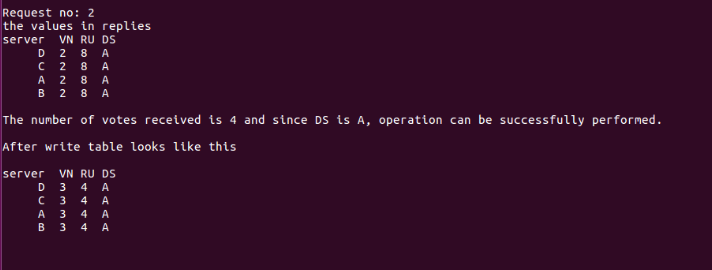 Request no: 2
the values in replies
server  VN RU DS
     D  2  8  A
     C  2  8  A
     A  2  8  A
     B  2  8  A
The number of votes received is 4 and since DS is A, operation can be successfully performed.
After write table looks like this
server  VN RU DS
     D  3  4  A
     C  3  4  A
     A  3  4  A
     B  3  4  A